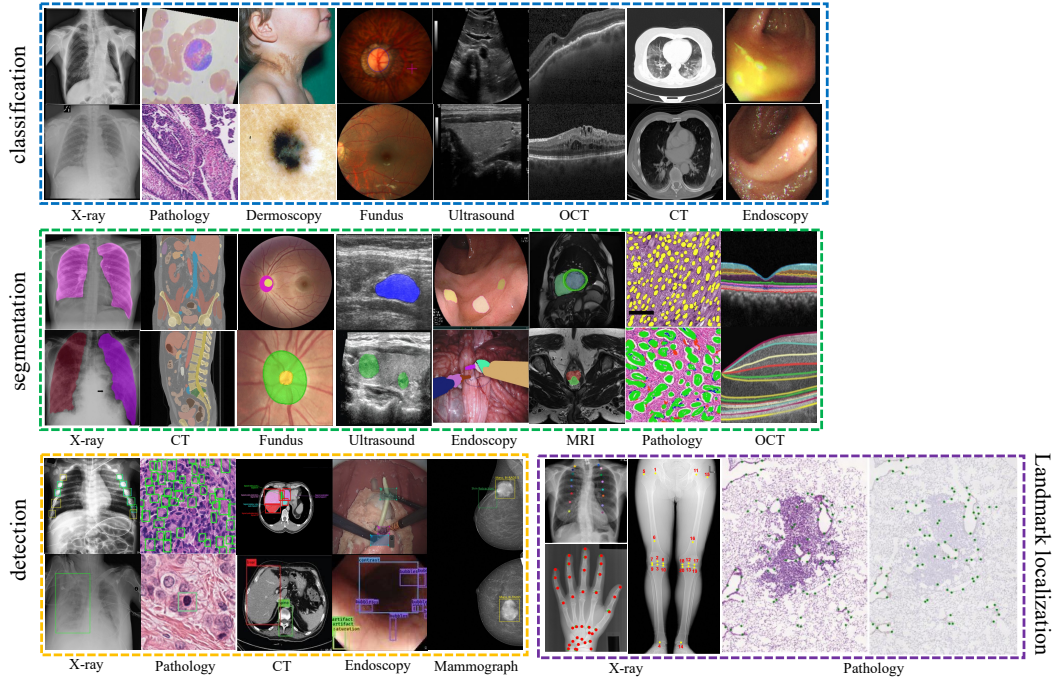 classification
X-ray Pathology Dermoscopy Fundus Ultrasound OCT CT Endoscopy
segmentation
X-ray CT Fundus Ultrasound Endoscopy MRI Pathology OCT
detection
X-ray Pathology CT Endoscopy Mammograph
Landmark localization
X-ray Pathology